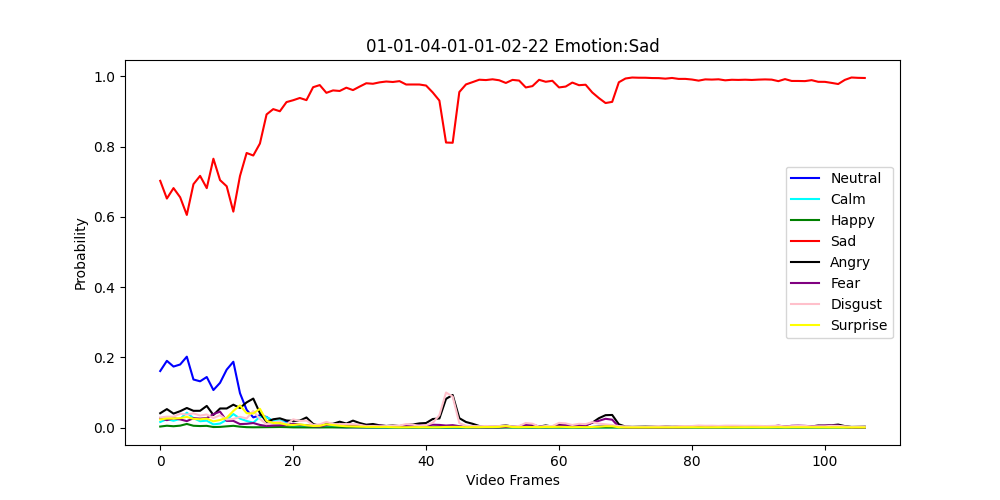 01-01-04-01-01-02-22 Emotion:Sad
1.0
0.8
0.6
0.4
0.2
0.0
Probability
Neutral
Calm
Happy
Sad
Angry
Fear
Disgust
Surprise
0 20 40 60 80 100
Video Frames